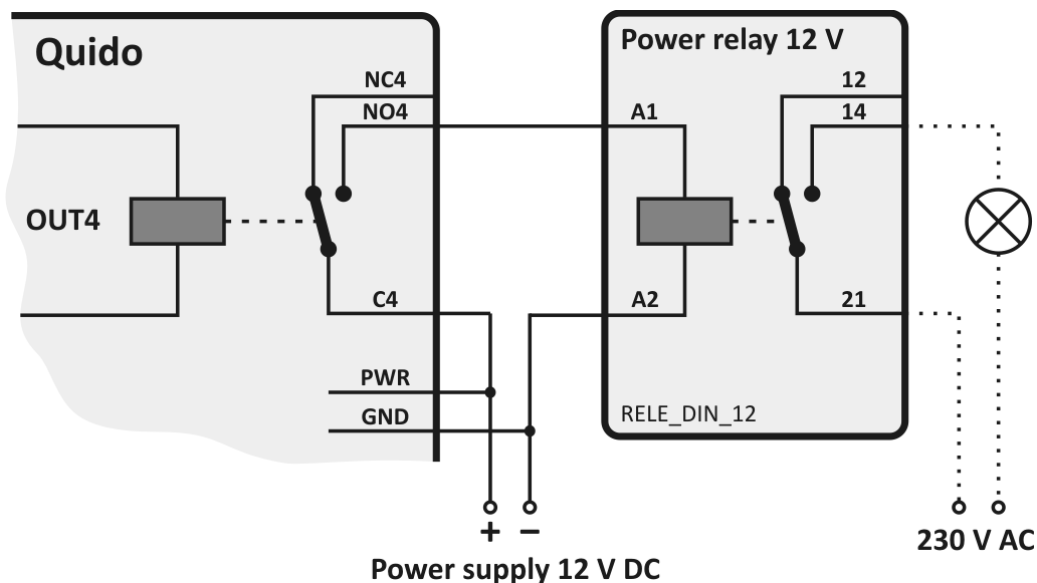 Quido
Power relay 12 V
NC4
12
NO4
A1
14
OUT4
C4
A2
21
PWR
GND
RELE_DIN_12
+ −
230 V AC
Power supply 12 V DC